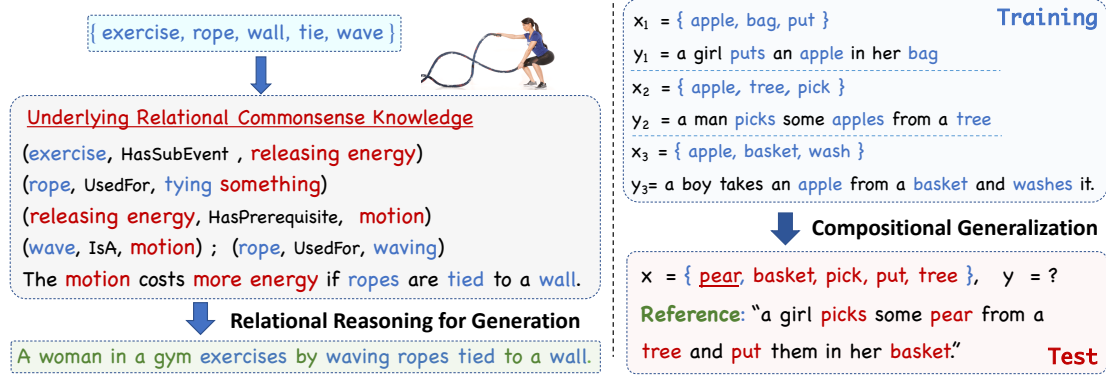 { exercise, rope, wall, tie, wave }
Underlying Relational Commonsense Knowledge
(exercise, HasSubEvent , releasing energy)
(rope, UsedFor, tying something)
(releasing energy, HasPrerequisite, motion)
(wave, IsA, motion) ; (rope, UsedFor, waving)
The motion costs more energy if ropes are tied to a wall.
Relational Reasoning for Generation
A woman in a gym exercises by waving ropes tied to a wall.
Training
x1 = { apple, bag, put }
y1 = a girl puts an apple in her bag
x2 = { apple, tree, pick }
y2 = a man picks some apples from a tree
x3 = { apple, basket, wash }
y3= a boy takes an apple from a basket and washes it.
Compositional Generalization
x = { pear, basket, pick, put, tree }, y = ?
Reference: “a girl picks some pear from a
tree and put them in her basket.”
Test